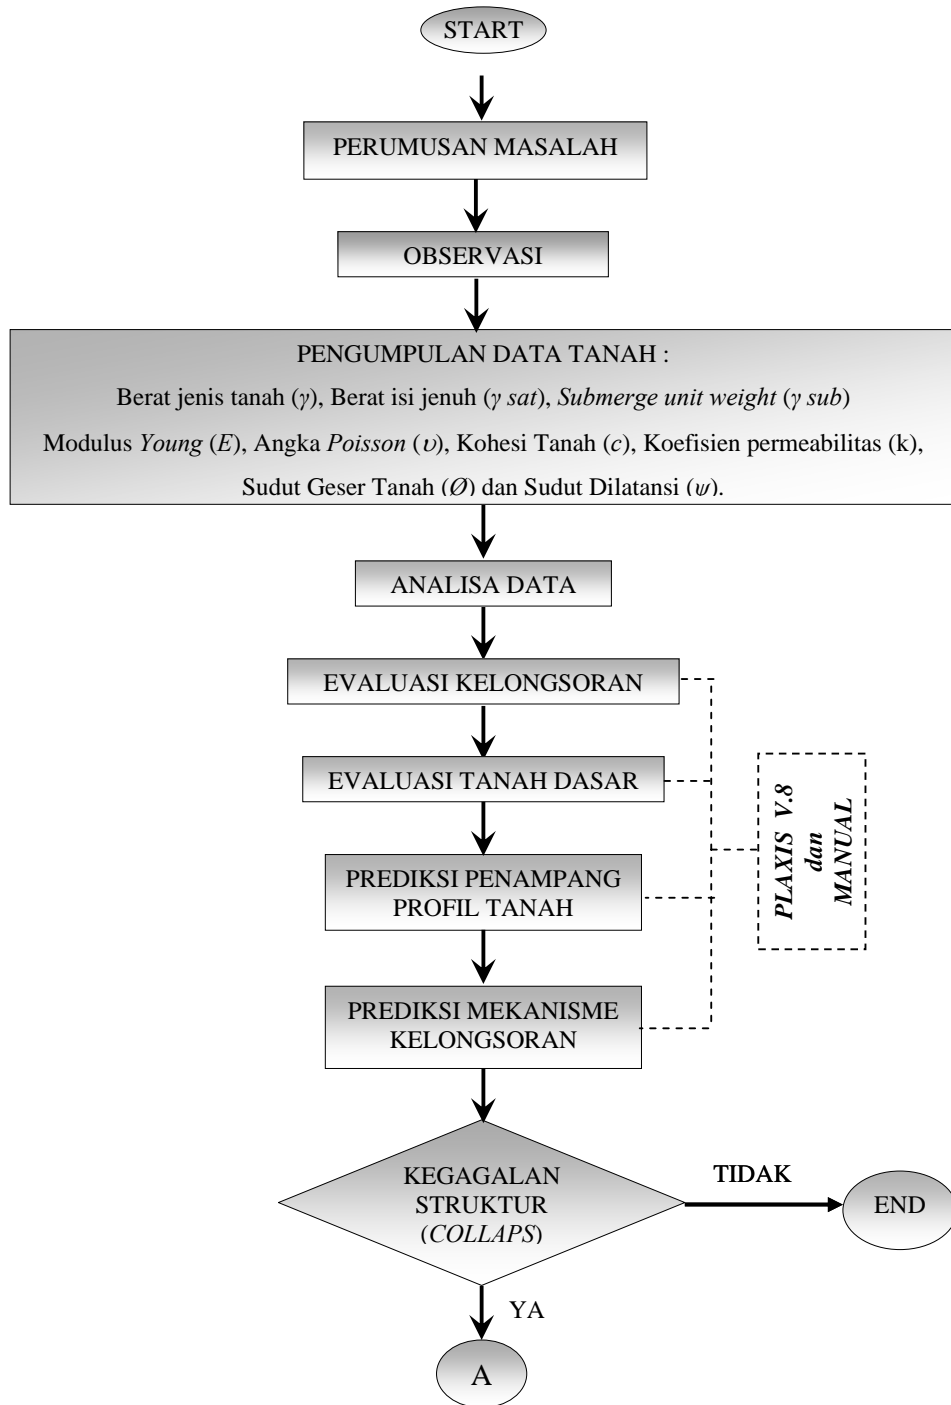 START
PERUMUSAN MASALAH
OBSERVASI
PENGUMPULAN DATA TANAH :
Berat jenis tanah (γ), Berat isi jenuh (γ sat), Submerge unit weight (γ sub)
Modulus Young (E), Angka Poisson (υ), Kohesi Tanah (c), Koefisien permeabilitas (k),
Sudut Geser Tanah (Ø) dan Sudut Dilatansi (ψ).
ANALISA DATA
EVALUASI KELONGSORAN
EVALUASI TANAH DASAR
PREDIKSI PENAMPANG
PROFIL TANAH
PREDIKSI MEKANISME
KELONGSORAN
PLAXIS V.8
dan
MANUAL
KEGAGALAN
STRUKTUR
(COLLAPS)
TIDAK
END
YA
A